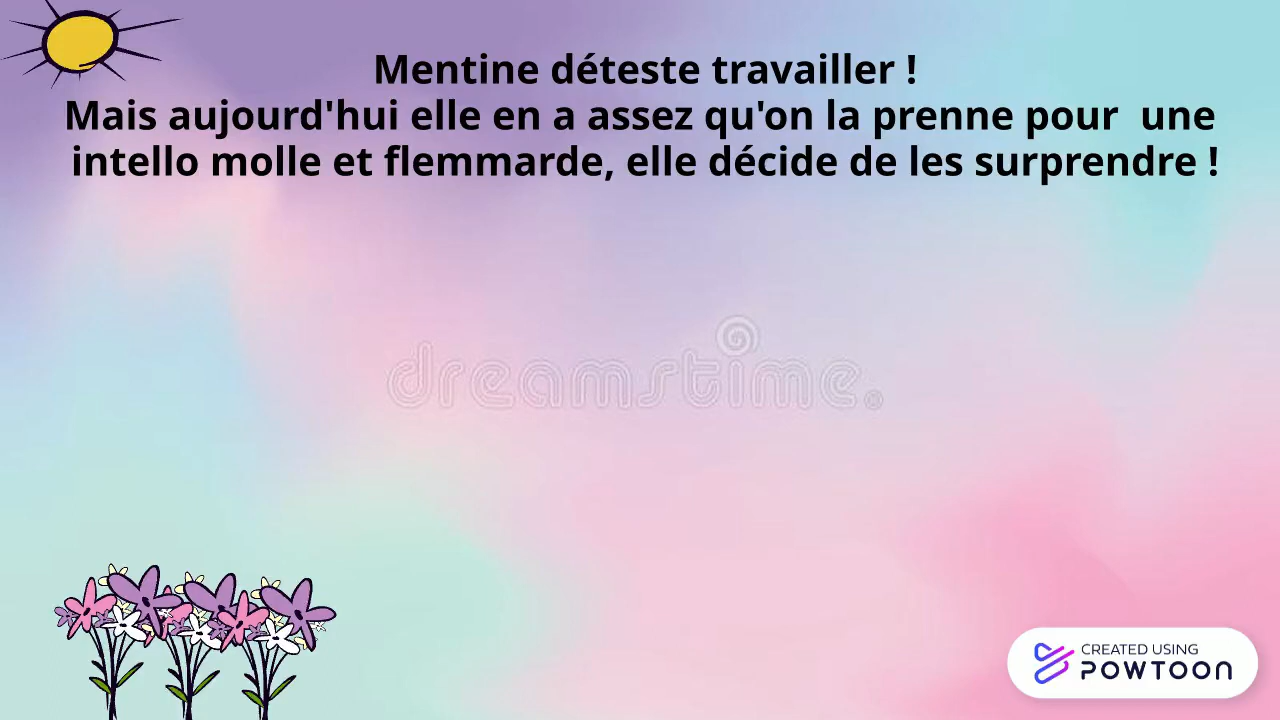 Mentine déteste travailler !
Mais aujourd'hui elle en a assez qu'on la prenne pour  une
intello molle et flemmarde, elle décide de les surprendre !
dreamstime
CREATED USING
POWTOON